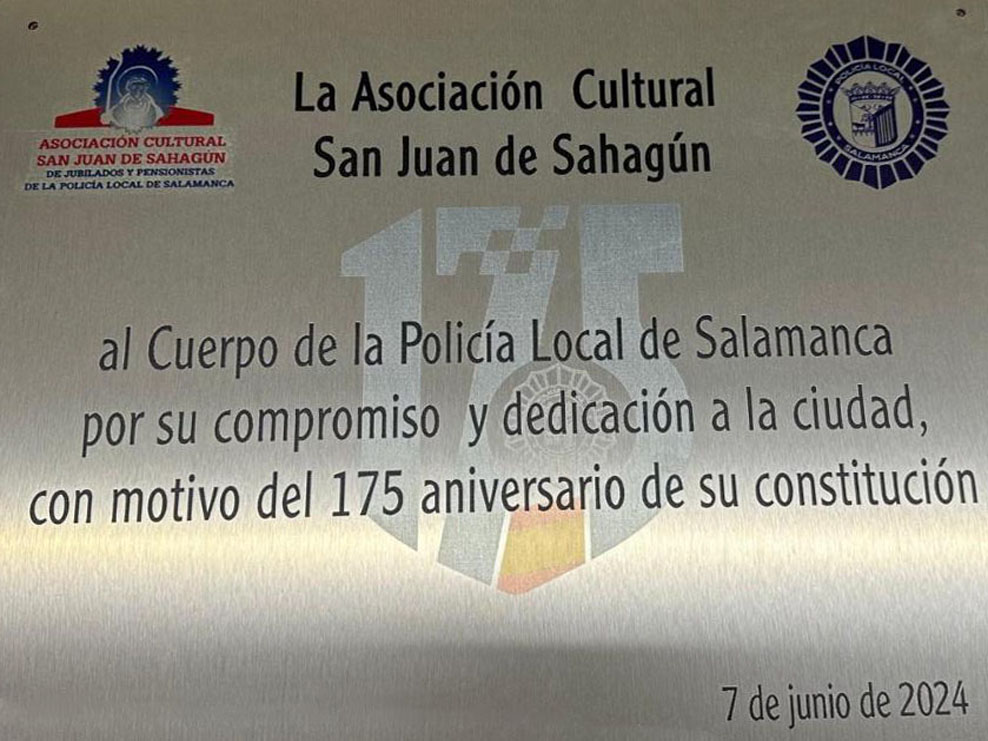 ASOCIACIÓN CULTURAL
SAN JUAN DE SAHAGÚN
DE JUBILADOS Y PENSIONISTAS
DE LA POLICÍA LOCAL DE SALAMANCA
La Asociación Cultural
San Juan de Sahagún
POLICÍA LOCAL
SALAMANCA
175
al Cuerpo de la Policía Local de Salamanca
por su compromiso y dedicación a la ciudad,
con motivo del 175 aniversario de su constitución
7 de junio de 2024